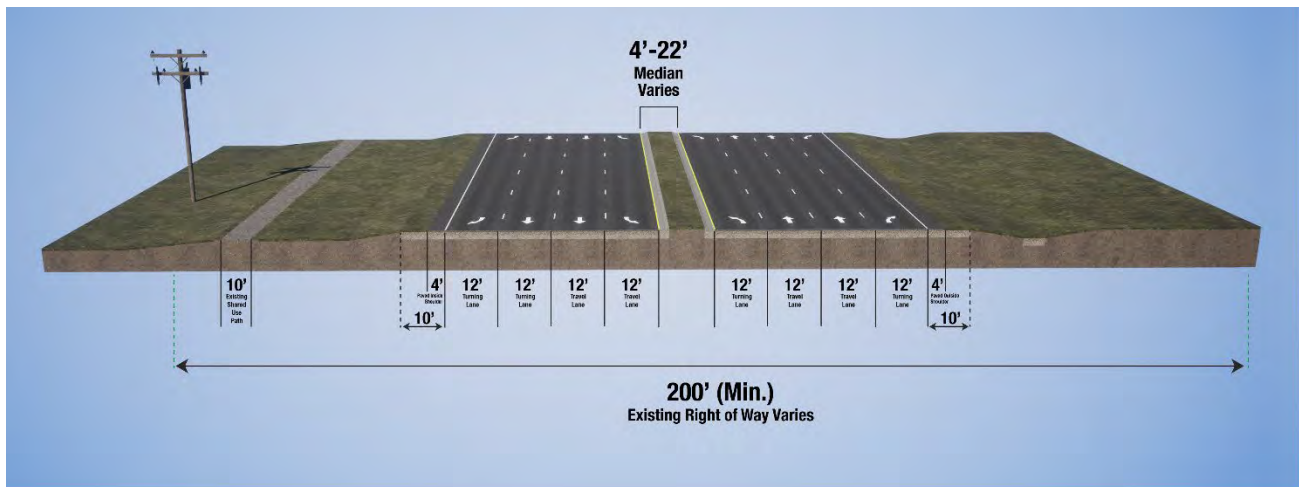 4’-22’
Median
Varies
10’
Existing
Shared
Use
Path
4’
Paved Inside
Shoulder
10’
12’
Turning
Lane
12’
Turning
Lane
12’
Travel
Lane
12’
Travel
Lane
12’
Turning
Lane
12’
Travel
Lane
12’
Travel
Lane
12’
Turning
Lane
4’
Paved Outside
Shoulder
10’
200’ (Min.)
Existing Right of Way Varies